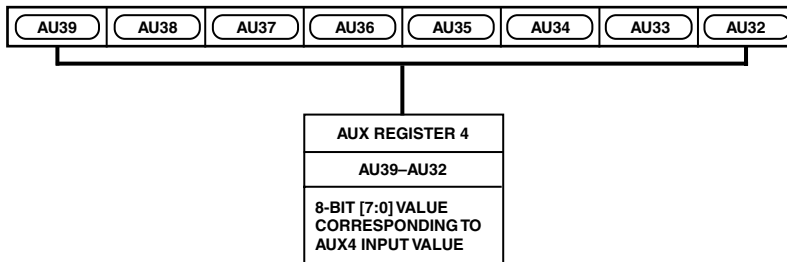 AU39 AU38 AU37 AU36 AU35 AU34 AU33 AU32
AUX REGISTER 4
AU39–AU32
8-BIT [7:0] VALUE
CORRESPONDING TO
AUX4 INPUT VALUE